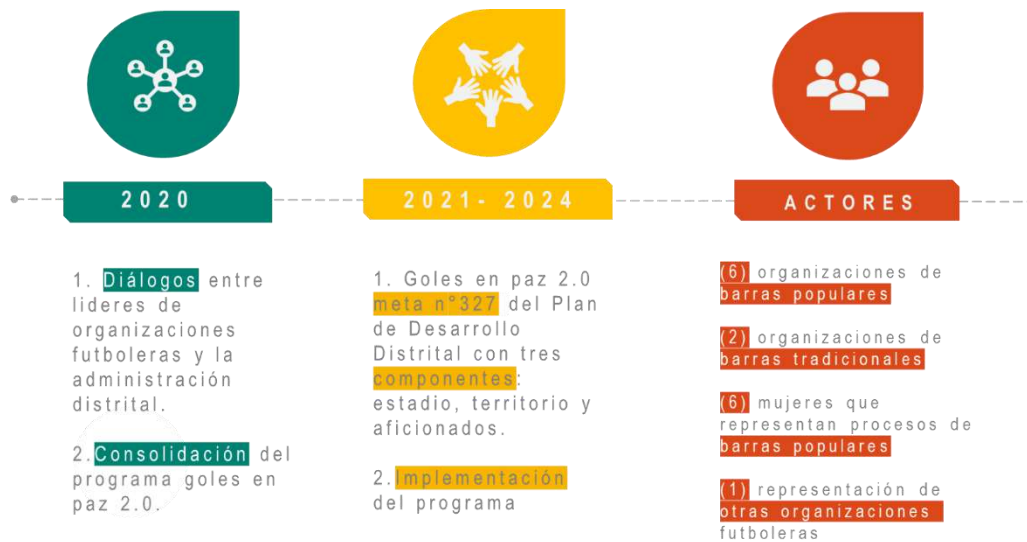 2020
1. Diálogos entre
lideres de
organizaciones
futboleras y la
administración
distrital.
2.Consolidación del
programa goles en
paz 2.0.
2021- 2024
1. Goles en paz 2.0
meta n°327 del Plan
de Desarrollo
Distrital con tres
componentes:
estadio, territorio y
aficionados.
2.Implementación
del programa
ACTORES
(6) organizaciones de
barras populares
(2) organizaciones de
barras tradicionales
(6) mujeres que
representan procesos de
barras populares
(1) representación de
otras organizaciones
futboleras